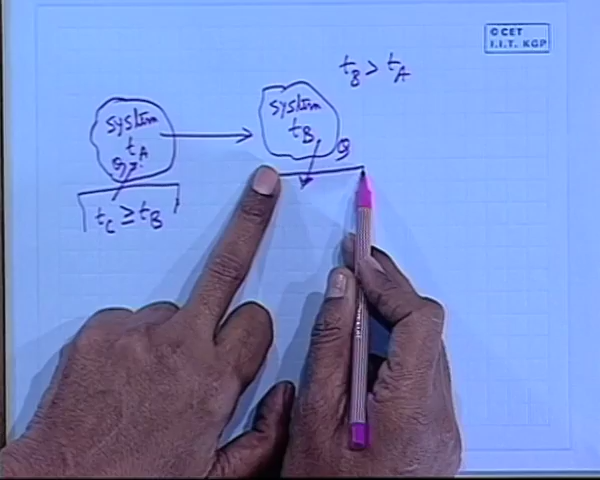 © CET
I.I.T. KGP
t_B > t_A
system
t_A
system
t_B
Q
t_C ≥ t_B